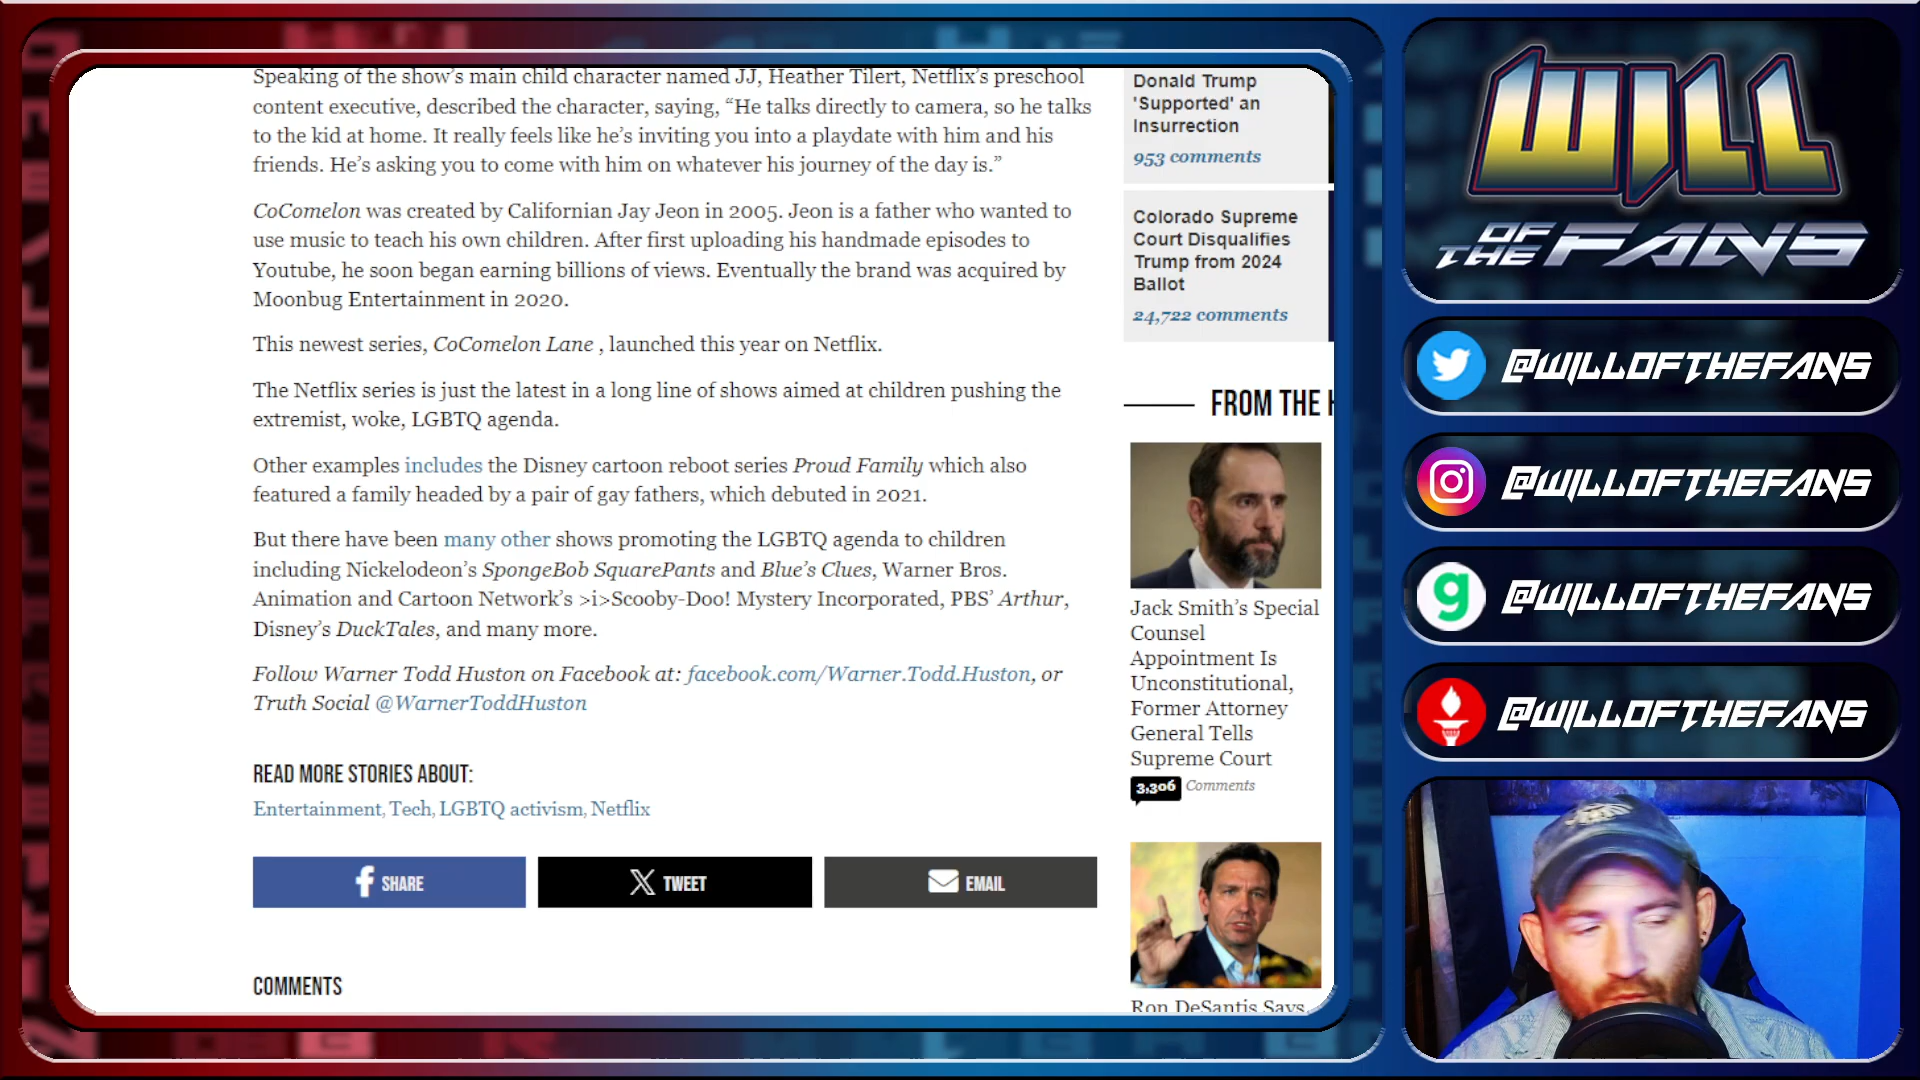 Speaking of the show’s main child character named JJ, Heather Tilert, Netflix’s preschool
content executive, described the character, saying, “He talks directly to camera, so he talks
to the kid at home. It really feels like he’s inviting you into a playdate with him and his
friends. He’s asking you to come with him on whatever his journey of the day is.”
CoComelon was created by Californian Jay Jeon in 2005. Jeon is a father who wanted to
use music to teach his own children. After first uploading his handmade episodes to
Youtube, he soon began earning billions of views. Eventually the brand was acquired by
Moonbug Entertainment in 2020.
This newest series, CoComelon Lane , launched this year on Netflix.
The Netflix series is just the latest in a long line of shows aimed at children pushing the
extremist, woke, LGBTQ agenda.
Other examples includes the Disney cartoon reboot series Proud Family which also
featured a family headed by a pair of gay fathers, which debuted in 2021.
But there have been many other shows promoting the LGBTQ agenda to children
including Nickelodeon’s SpongeBob SquarePants and Blue’s Clues, Warner Bros.
Animation and Cartoon Network’s >i>Scooby-Doo! Mystery Incorporated, PBS’ Arthur,
Disney’s DuckTales, and many more.
Follow Warner Todd Huston on Facebook at: facebook.com/Warner.Todd.Huston, or
Truth Social @WarnerToddHuston
READ MORE STORIES ABOUT:
Entertainment, Tech, LGBTQ activism, Netflix
SHARE
TWEET
EMAIL
COMMENTS
Donald Trump
'Supported' an
Insurrection
953 comments
Colorado Supreme
Court Disqualifies
Trump from 2024
Ballot
24,722 comments
FROM THE
Jack Smith’s Special
Counsel
Appointment Is
Unconstitutional,
Former Attorney
General Tells
Supreme Court
3,306 Comments
Ron DeSantis Says
WILL
OF THE FANS
@WILLOFTHEFANS
@WILLOFTHEFANS
@WILLOFTHEFANS
@WILLOFTHEFANS